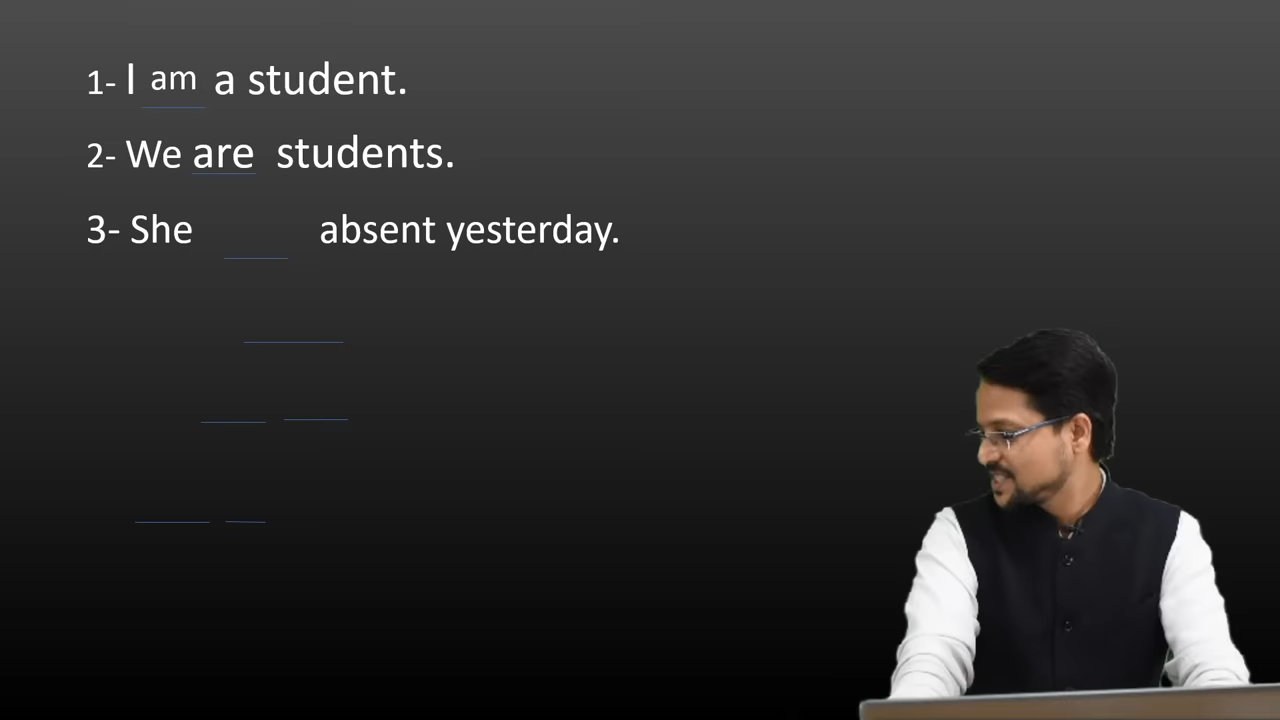 1- I am a student.
2- We are students.
3- She absent yesterday.